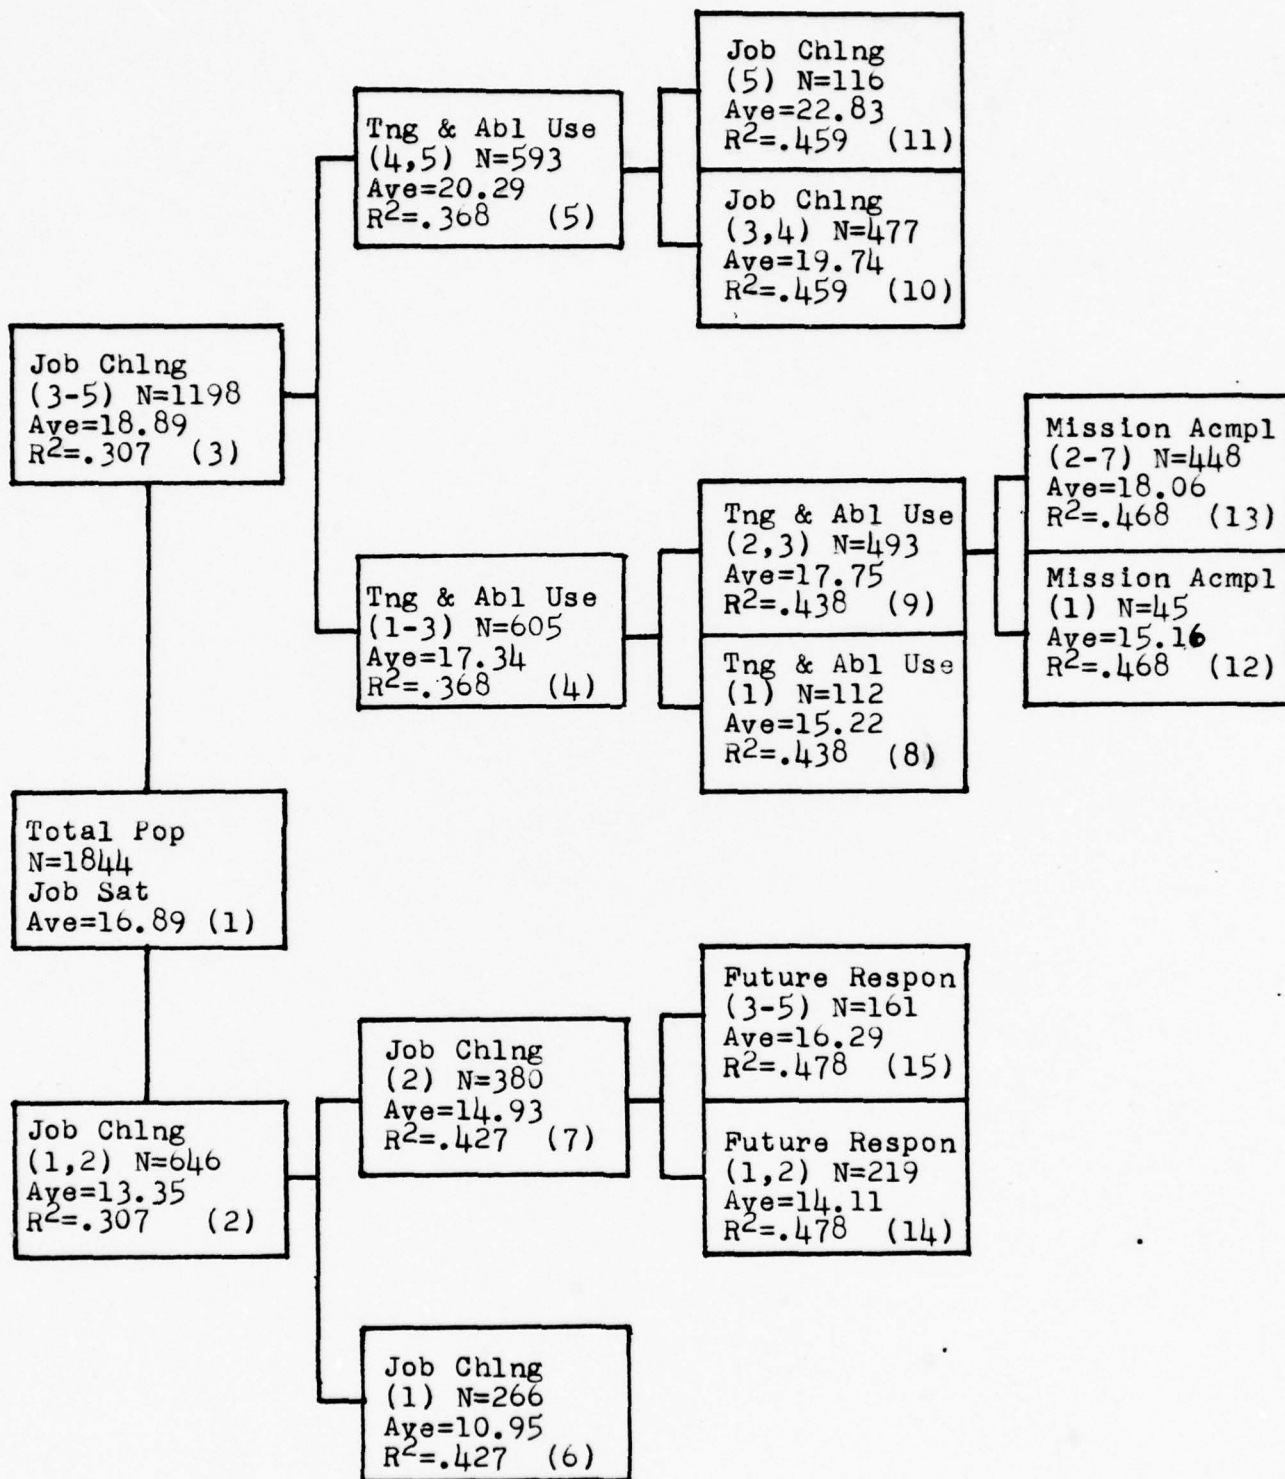 Job Chlng
(5) N=116
Ave=22.83
R²=.459 (11)
Tng & Abl Use
(4,5) N=593
Ave=20.29
R²=.368 (5)
Job Chlng
(3,4) N=477
Ave=19.74
R²=.459 (10)
Job Chlng
(3-5) N=1198
Ave=18.89
R²=.307 (3)
Mission Acmpl
(2-7) N=448
Ave=18.06
R²=.468 (13)
Tng & Abl Use
(2,3) N=493
Ave=17.75
R²=.438 (9)
Tng & Abl Use
(1-3) N=605
Ave=17.34
R²=.368 (4)
Mission Acmpl
(1) N=45
Ave=15.16
R²=.468 (12)
Tng & Abl Use
(1) N=112
Ave=15.22
R²=.438 (8)
Total Pop
N=1844
Job Sat
Ave=16.89 (1)
Future Respon
(3-5) N=161
Ave=16.29
R²=.478 (15)
Job Chlng
(2) N=380
Ave=14.93
R²=.427 (7)
Job Chlng
(1,2) N=646
Ave=13.35
R²=.307 (2)
Future Respon
(1,2) N=219
Ave=14.11
R²=.478 (14)
Job Chlng
(1) N=266
Ave=10.95
R²=.427 (6)